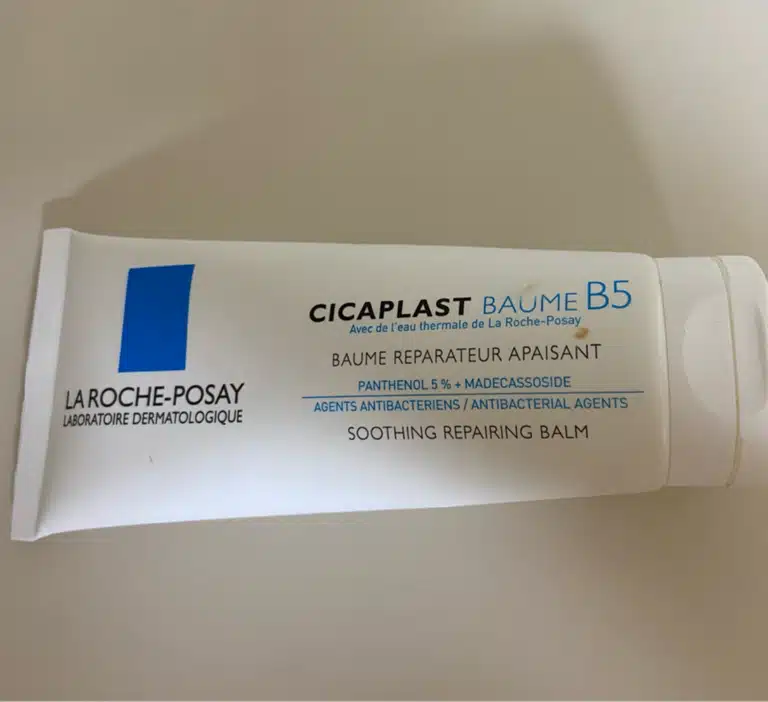 LA ROCHE-POSAY
LABORATOIRE DERMATOLOGIQUE
CICAPLAST BAUME B5
Avec de l'eau thermale de La Roche-Posay
BAUME REPARATEUR APAISANT
PANTHENOL 5 % + MADECASSOSIDE
AGENTS ANTIBACTERIENS / ANTIBACTERIAL AGENTS
SOOTHING REPAIRING BALM